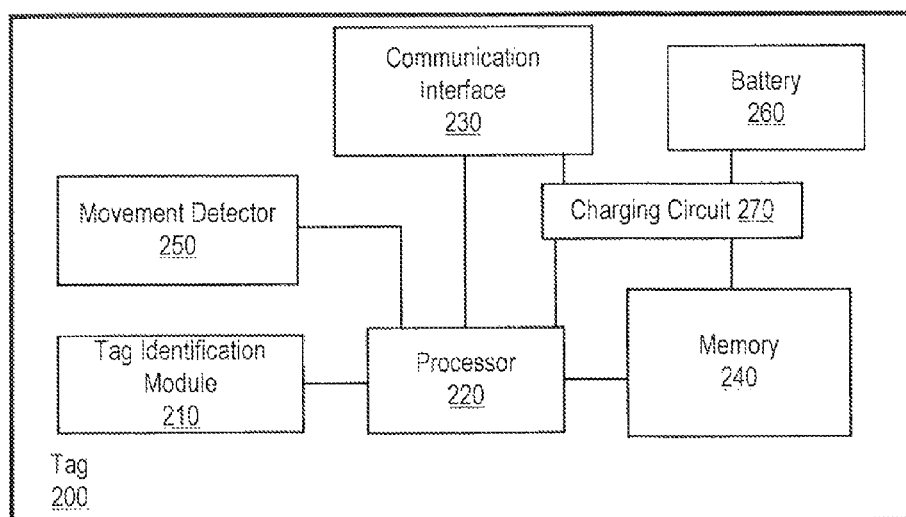 Communication
Interface
230
Battery
260
Movement Detector
250
Charging Circuit 270
Tag Identification
Module
210
Processor
220
Memory
240
Tag
200